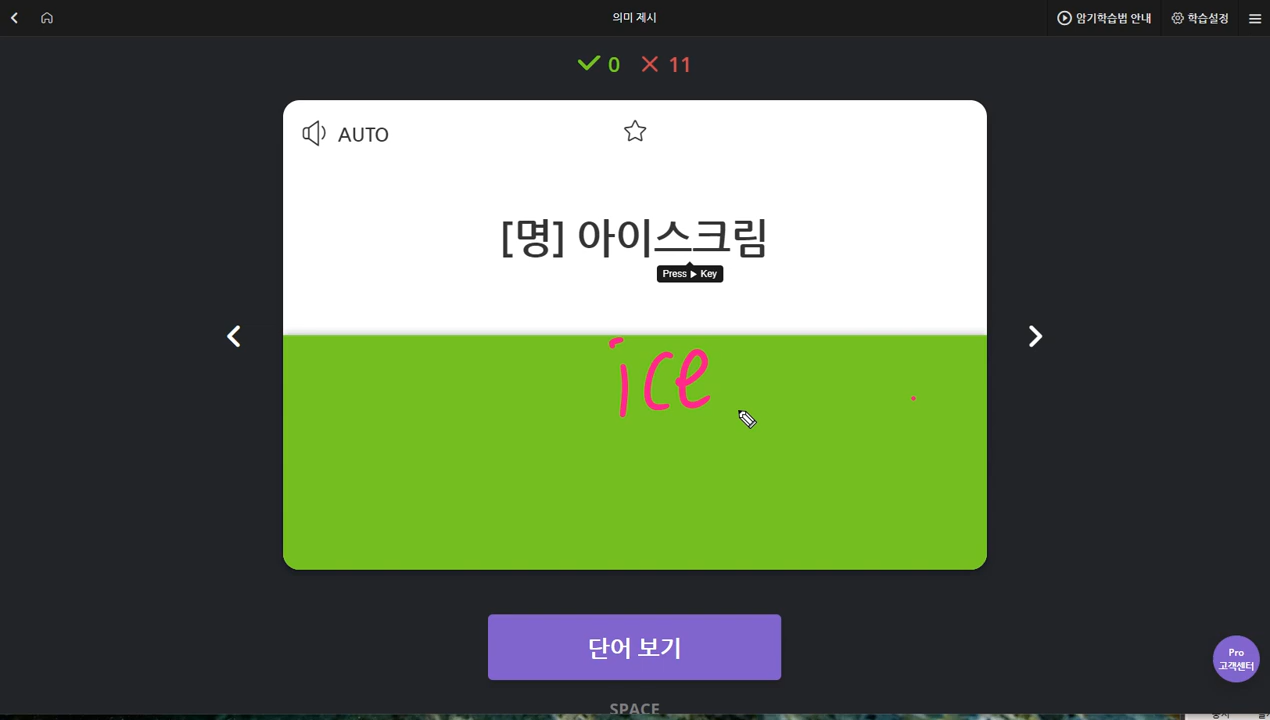 의미 제시
암기학습법 안내
학습설정
0
11
AUTO
[명] 아이스크림
Press ▶ Key
ice
단어 보기
SPACE
Pro
고객센터